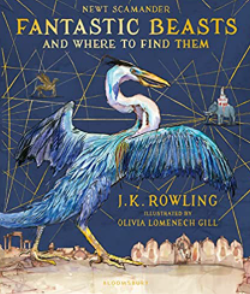 NEWT SCAMANDER
FANTASTIC BEASTS
AND WHERE TO FIND THEM
J.K. ROWLING
ILLUSTRATED BY
OLIVIA LOMENECH GILL
BLOOMSBURY